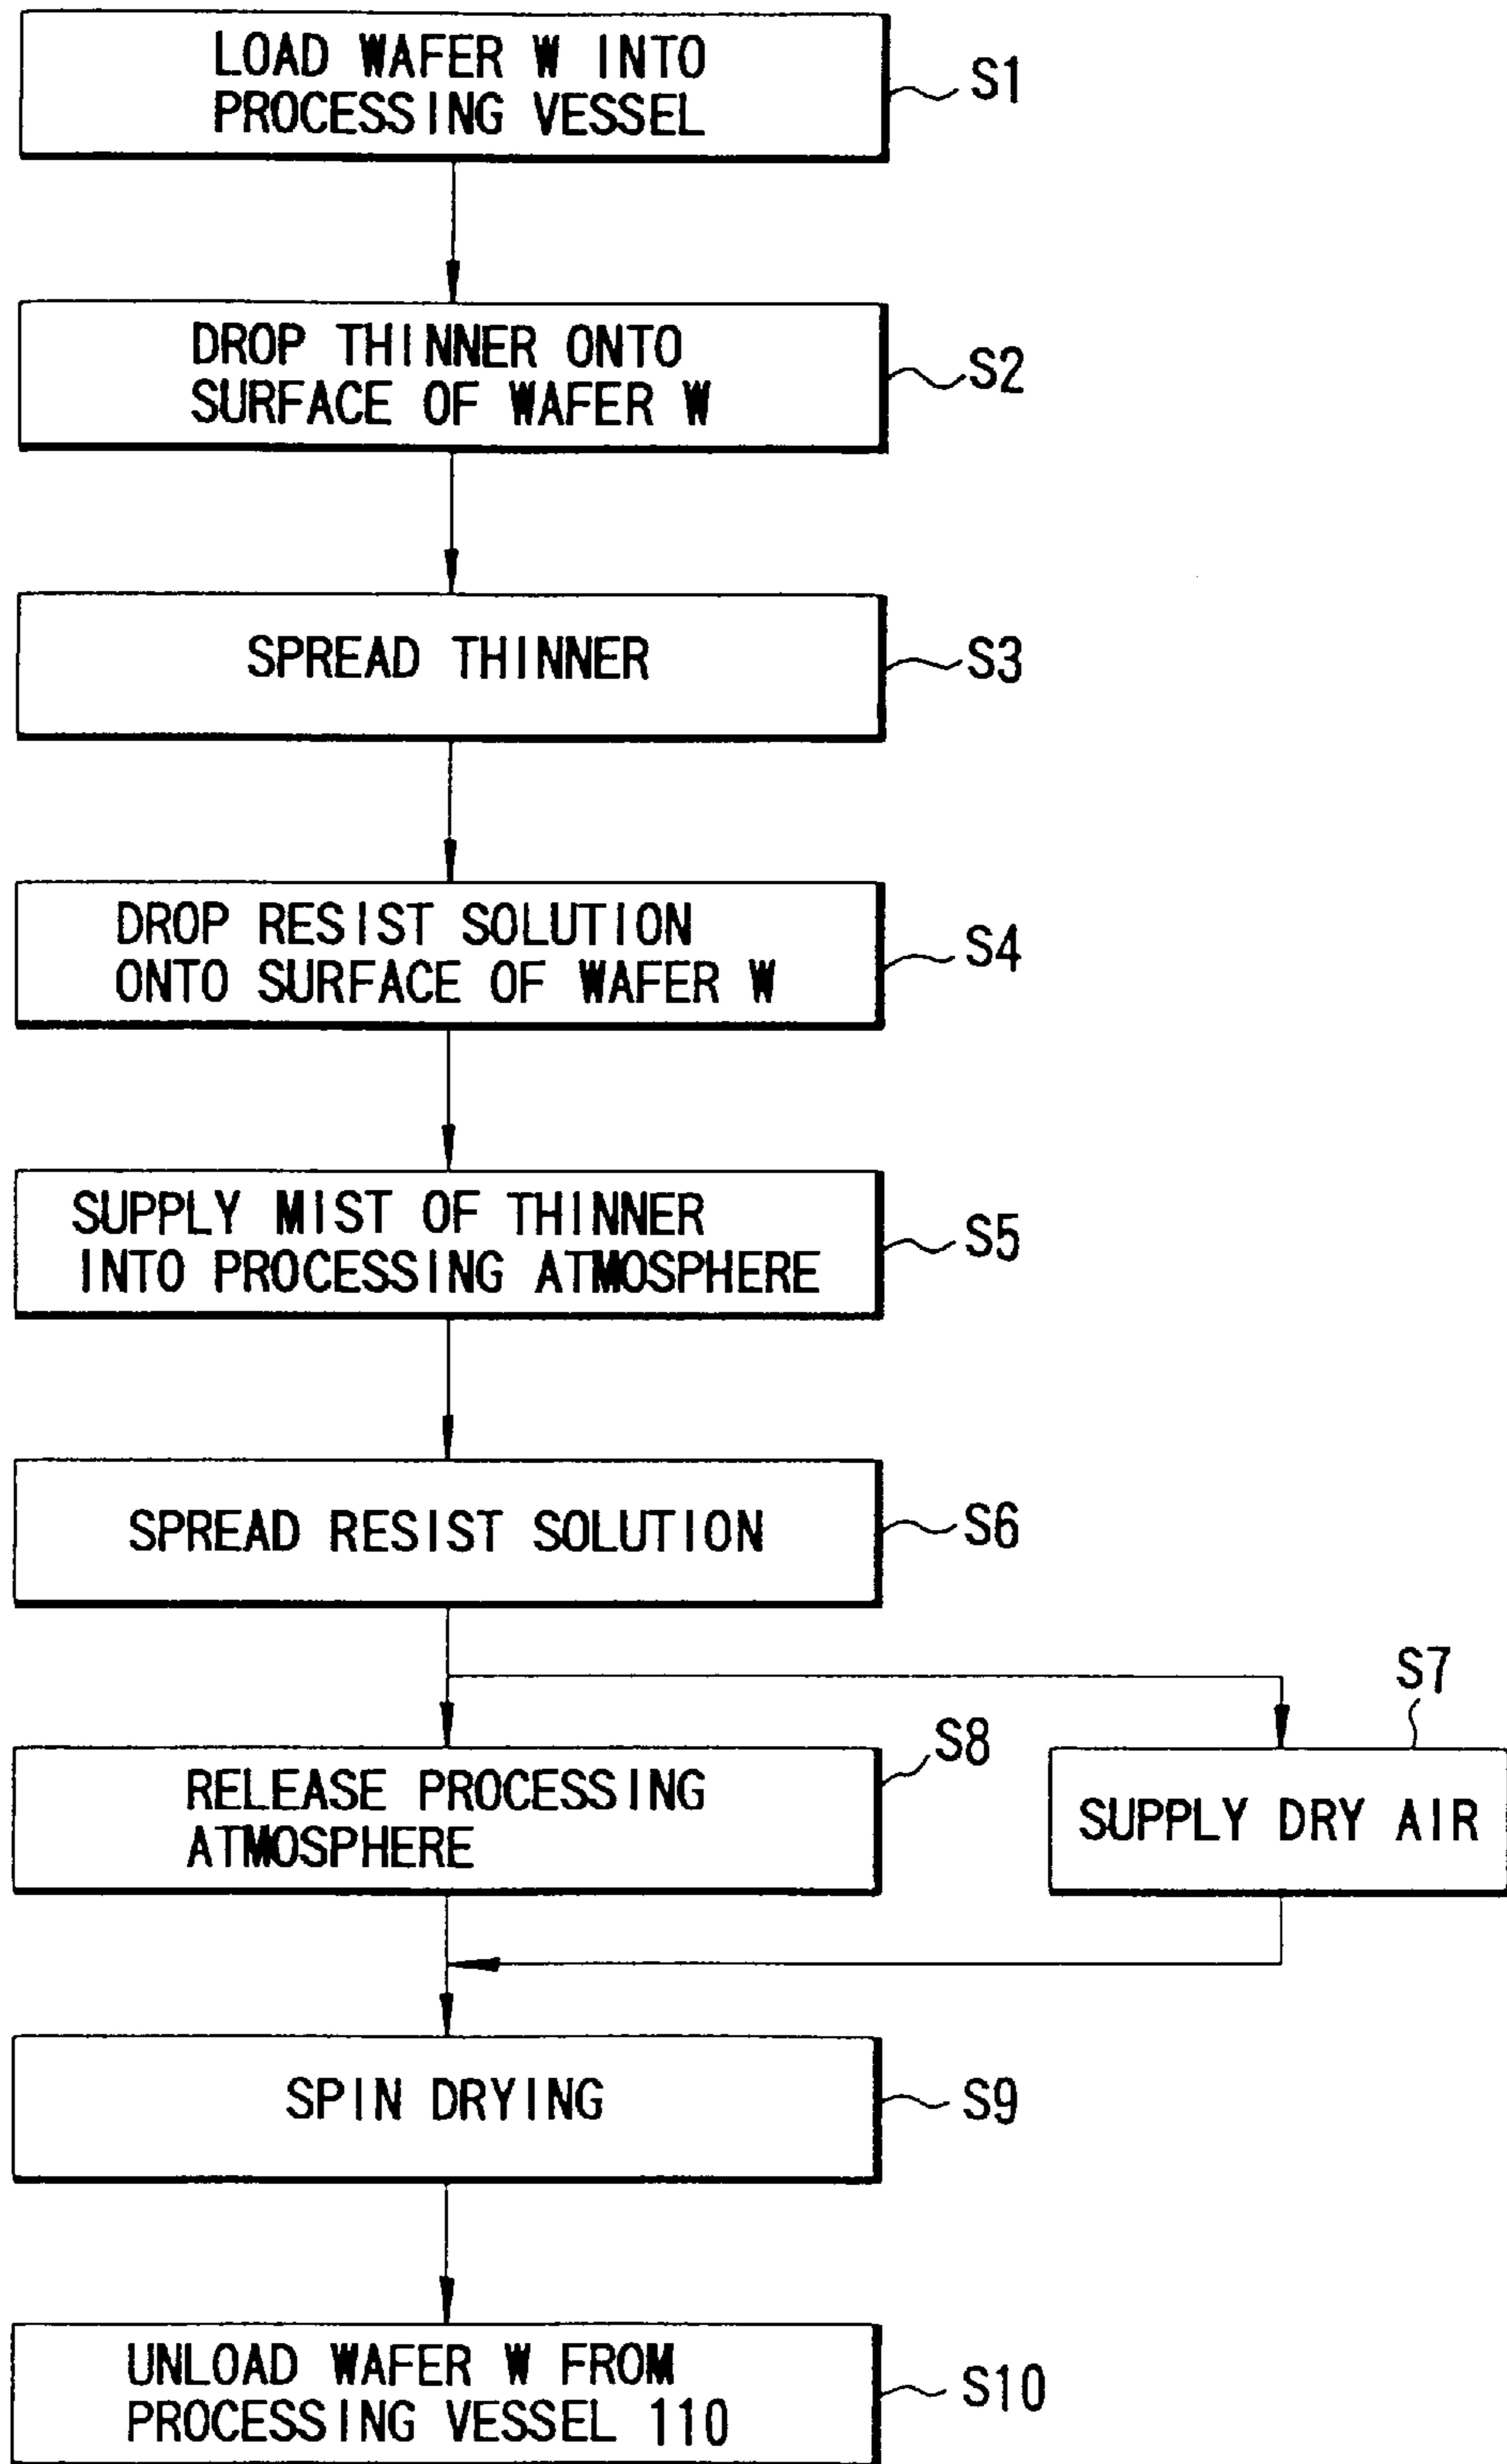 LOAD WAFER W INTO
PROCESSING VESSEL
S1
DROP THINNER ONTO
SURFACE OF WAFER W
S2
SPREAD THINNER
S3
DROP RESIST SOLUTION
ONTO SURFACE OF WAFER W
S4
SUPPLY MIST OF THINNER
INTO PROCESSING ATMOSPHERE
S5
SPREAD RESIST SOLUTION
S6
RELEASE PROCESSING
ATMOSPHERE
S8
S7
SUPPLY DRY AIR
SPIN DRYING
S9
UNLOAD WAFER W FROM
PROCESSING VESSEL 110
S10